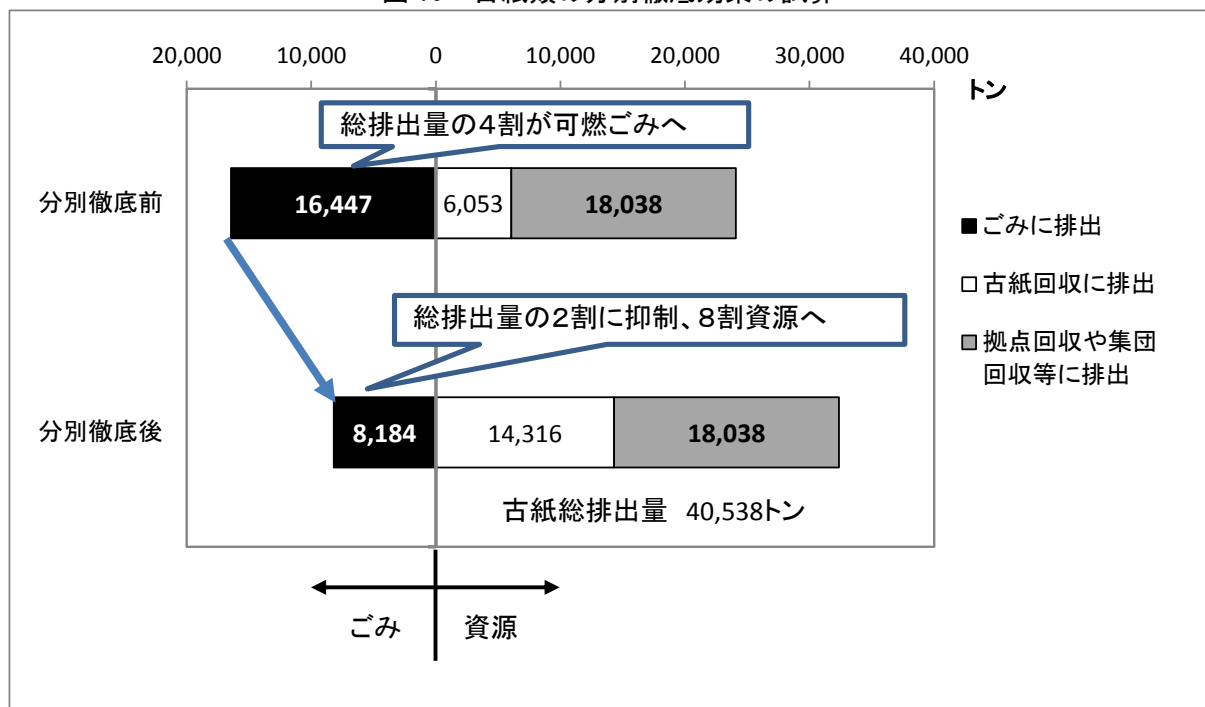 20,000 10,000 0 10,000 20,000 30,000 40,000
トン
総排出量の4割が可燃ごみへ
分別徹底前 16,447 6,053 18,038
■ごみに排出
□古紙回収に排出
■拠点回収や集団
回収等に排出
総排出量の2割に抑制、8割資源へ
分別徹底後 8,184 14,316 18,038
古紙総排出量 40,538トン
ごみ 資源